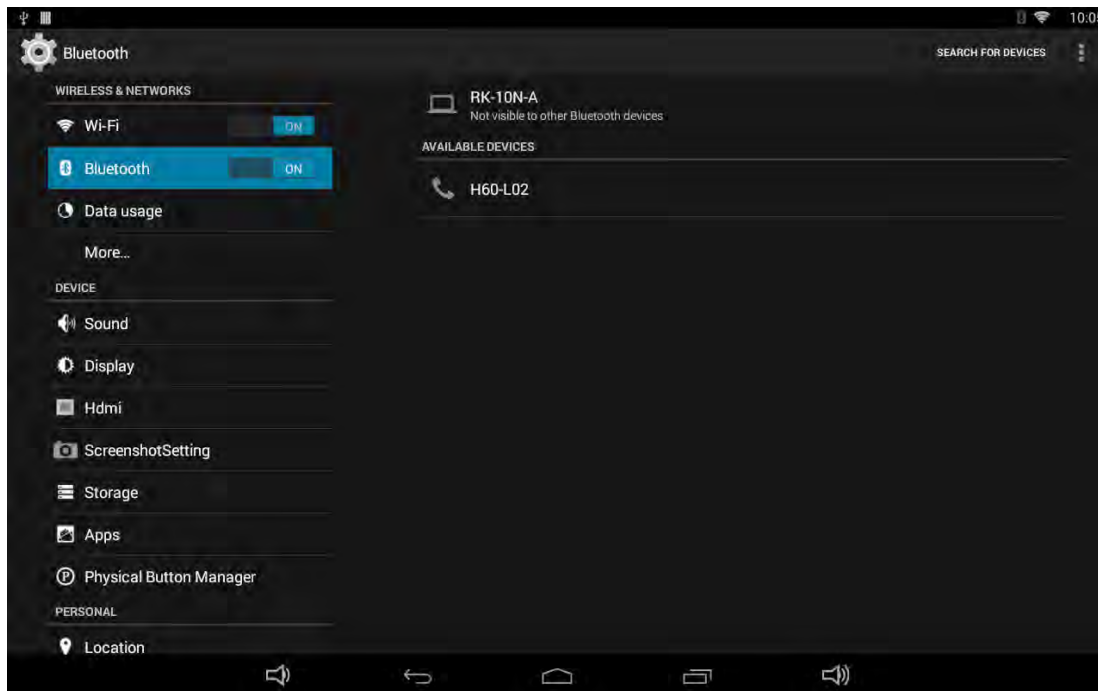 10:05
Bluetooth
SEARCH FOR DEVICES
WIRELESS & NETWORKS
Wi-Fi
ON
Bluetooth
ON
Data usage
More...
DEVICE
Sound
Display
Hdmi
ScreenshotSetting
Storage
Apps
Physical Button Manager
PERSONAL
Location
RK-10N-A
Not visible to other Bluetooth devices
AVAILABLE DEVICES
H60-L02